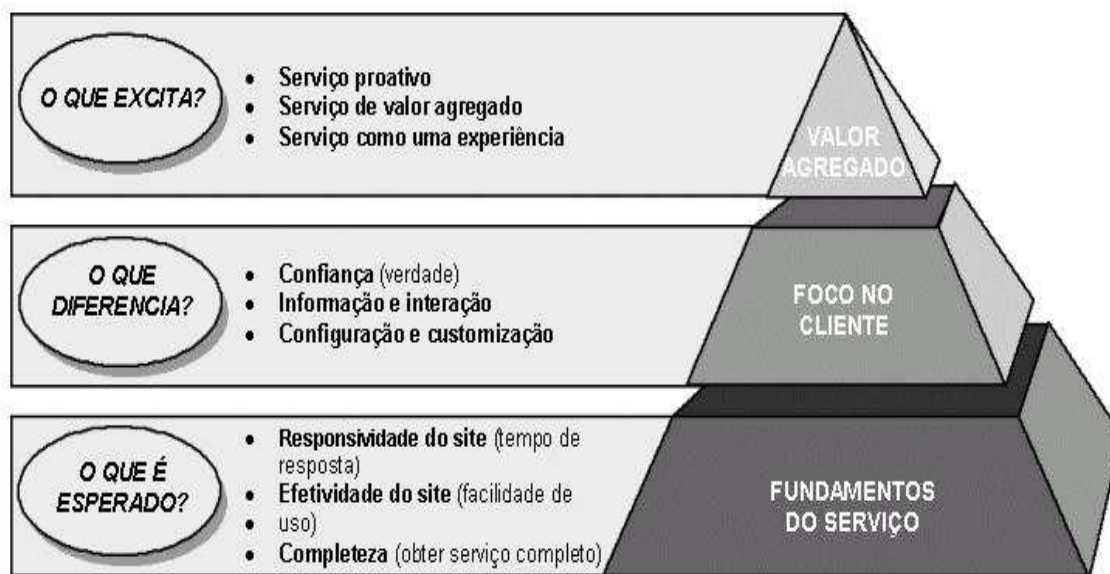 O QUE EXCITA?
• Serviço proativo
• Serviço de valor agregado
• Serviço como uma experiência
VALOR
AGREGADO
O QUE
DIFERENCIA?
• Confiança (verdade)
• Informação e interação
• Configuração e customização
FOCO NO
CLIENTE
O QUE É
ESPERADO?
• Responsividade do site (tempo de
resposta)
• Efetividade do site (facilidade de
• uso)
• Completeza (obter serviço completo)
FUNDAMENTOS
DO SERVIÇO